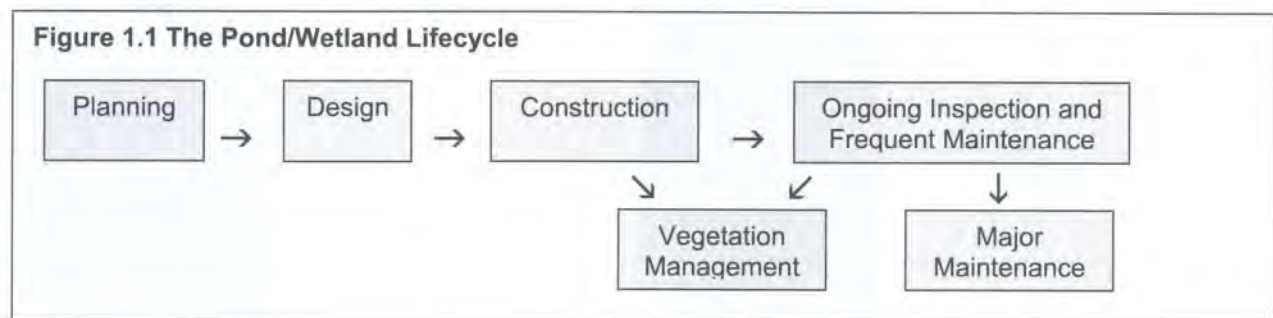 Figure 1.1 The Pond/Wetland Lifecycle
Planning → Design → Construction → Ongoing Inspection and
Frequent Maintenance
↘ ↙ ↓
Vegetation
Management
Major
Maintenance